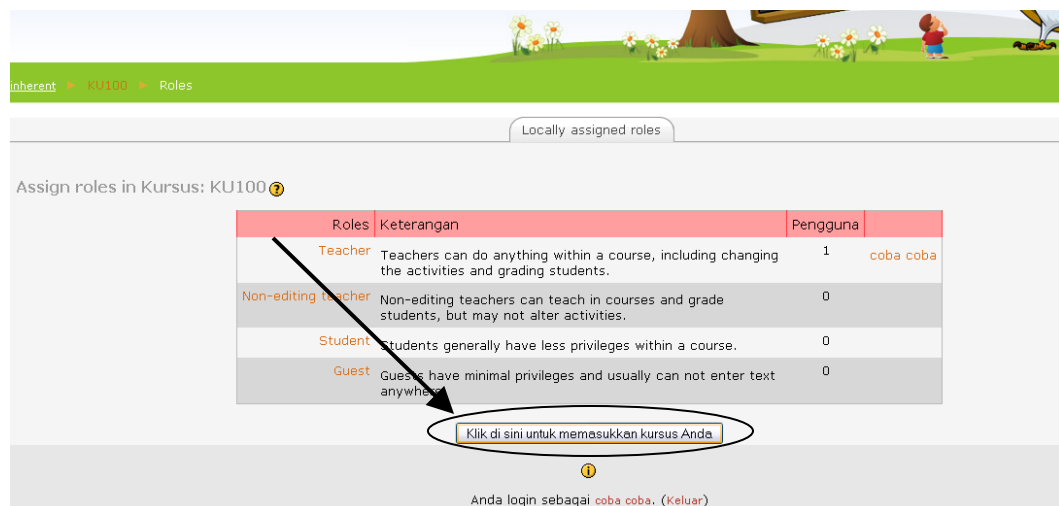 inherent ► KU100 ► Roles
Locally assigned roles
Assign roles in Kursus: KU100
Roles Keterangan Pengguna
Teacher Teachers can do anything within a course, including changing the activities and grading students. 1 coba coba
Non-editing teacher Non-editing teachers can teach in courses and grade students, but may not alter activities. 0
Student Students generally have less privileges within a course. 0
Guest Guests have minimal privileges and usually can not enter text anywhere 0
Klik di sini untuk memasukkan kursus Anda
Anda login sebagai coba coba. (Keluar)